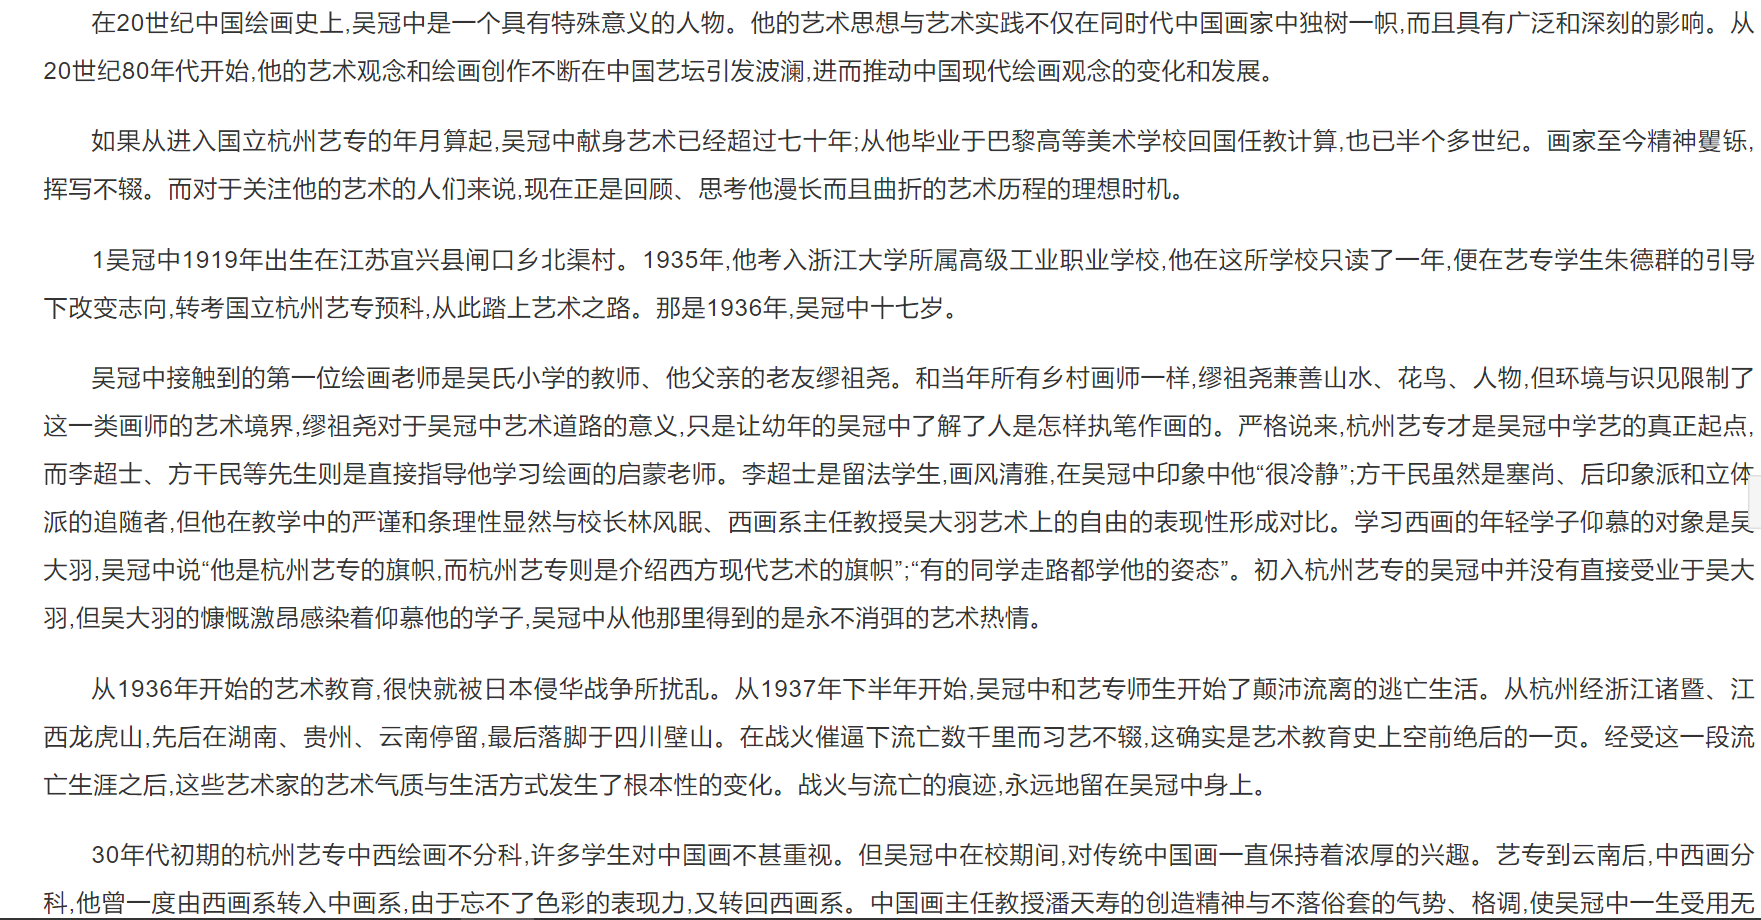 在20世纪中国绘画史上,吴冠中是一个具有特殊意义的人物。他的艺术思想与艺术实践不仅在同时代中国画家中独树一帜,而且具有广泛和深刻的影响。从
20世纪80年代开始,他的艺术观念和绘画创作不断在中国艺坛引发波澜,进而推动中国现代绘画观念的变化和发展。
如果从进入国立杭州艺专的年月算起,吴冠中献身艺术已经超过七十年;从他毕业于巴黎高等美术学校回国任教计算,也已半个多世纪。画家至今精神矍铄,
挥写不辍。而对于关注他的艺术的人们来说,现在正是回顾、思考他漫长而且曲折的艺术历程的理想时机。
1吴冠中1919年出生在江苏宜兴县闸口乡北渠村。1935年,他考入浙江大学所属高级工业职业学校,他在这所学校只读了一年,便在艺专学生朱德群的引导
下改变志向,转考国立杭州艺专预科,从此踏上艺术之路。那是1936年,吴冠中十七岁。
吴冠中接触到的第一位绘画老师是吴氏小学的教师、他父亲的老友缪祖尧。和当年所有乡村画师一样,缪祖尧兼善山水、花鸟、人物,但环境与识见限制了
这一类画师的艺术境界,缪祖尧对于吴冠中艺术道路的意义,只是让幼年的吴冠中了解了人是怎样执笔作画的。严格说来,杭州艺专才是吴冠中学艺的真正起点,
而李超士、方干民等先生则是直接指导他学习绘画的启蒙老师。李超士是留法学生,画风清雅,在吴冠中印象中他“很冷静”;方干民虽然是塞尚、后印象派和立体
派的追随者,但他在教学中的严谨和条理性显然与校长林风眠、西画系主任教授吴大羽艺术上的自由的表现性形成对比。学习西画的年轻学子仰慕的对象是吴
大羽,吴冠中说“他是杭州艺专的旗帜,而杭州艺专则是介绍西方现代艺术的旗帜”;“有的同学走路都学他的姿态”。初入杭州艺专的吴冠中并没有直接受业于吴大
羽,但吴大羽的慷慨激昂感染着仰慕他的学子,吴冠中从他那里得到的是永不消弭的艺术热情。
从1936年开始的艺术教育,很快就被日本侵华战争所扰乱。从1937年下半年开始,吴冠中和艺专师生开始了颠沛流离的逃亡生活。从杭州经浙江诸暨、江
西龙虎山,先后在湖南、贵州、云南停留,最后落脚于四川壁山。在战火催逼下流亡数千里而习艺不辍,这确实是艺术教育史上空前绝后的一页。经受这一段流
亡生涯之后,这些艺术家的艺术气质与生活方式发生了根本性的变化。战火与流亡的痕迹,永远地留在吴冠中身上。
30年代初期的杭州艺专中西绘画不分科,许多学生对中国画不甚重视。但吴冠中在校期间,对传统中国画一直保持着浓厚的兴趣。艺专到云南后,中西画分
科,他曾一度由西画系转入中画系,由于忘不了色彩的表现力,又转回西画系。中国画主任教授潘天寿的创造精神与不落俗套的气势、格调,使吴冠中一生受用无